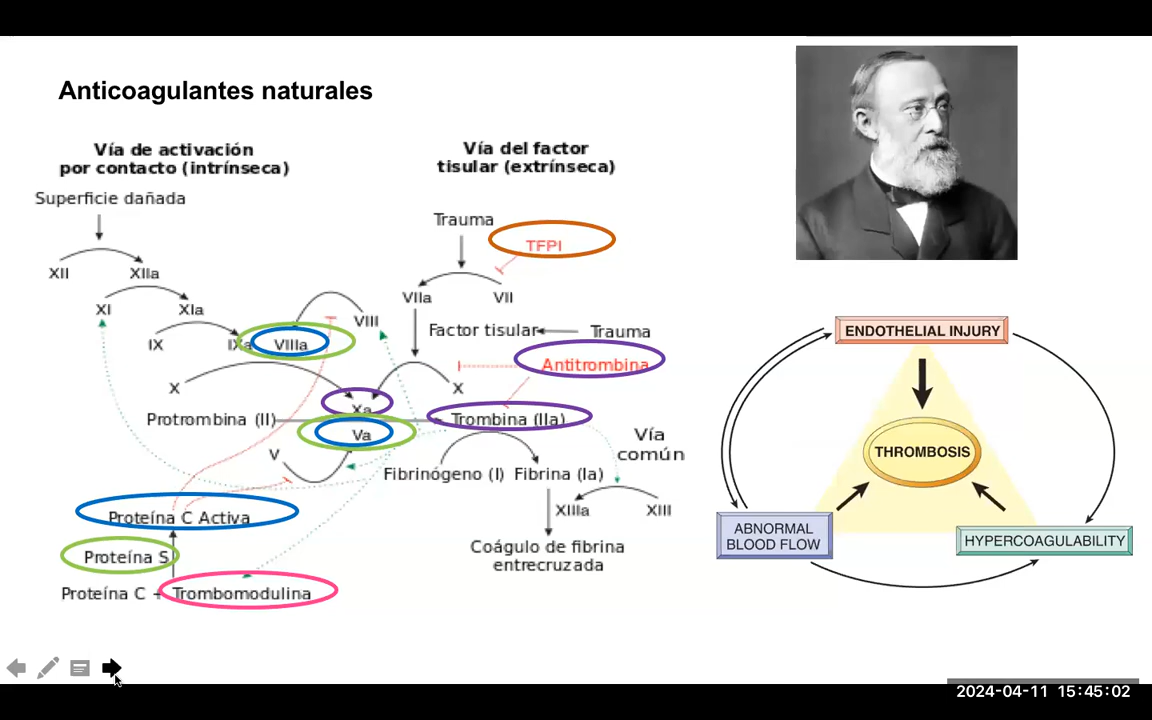 Anticoagulantes naturales
Vía de activación
por contacto (intrínseca)
Superficie dañada
XII
XIIa
XI
XIa
IX
IXa
VIIIa
VIII
X
Xa
Protrombina (II)
Va
V
Proteína C Activa
Proteína S
Proteína C + Trombomodulina
Vía del factor
tisular (extrínseca)
Trauma
TFPI
VIIa
VII
Factor tisular
Trauma
Antitrombina
X
Trombina (IIa)
Vía
común
Fibrinógeno (I)
Fibrina (Ia)
XIIIa
XIII
Coágulo de fibrina
entrecruzada
ENDOTHELIAL INJURY
THROMBOSIS
ABNORMAL
BLOOD FLOW
HYPERCOAGULABILITY
2024-04-11 15:45:02